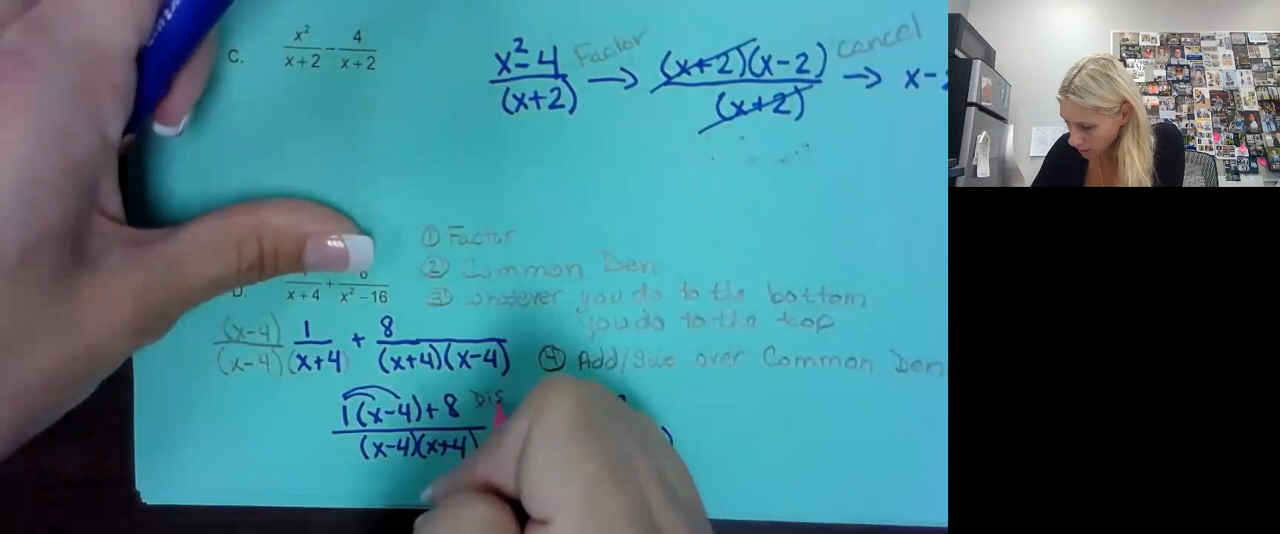 C. x²/x+2 - 4/x+2
x²-4/(x+2) Factor → (x+2)(x-2)/(x+2) cancel → x-
① Factor
② Common Den
D. /x+4 + /x²-16
③ whatever you do to the bottom
you do to the top
(x-4)/(x-4) 1/(x+4) + 8/(x+4)(x-4)
④ Add/Sub over Common Den
1(x-4)+8/(x-4)(x+4) Dis